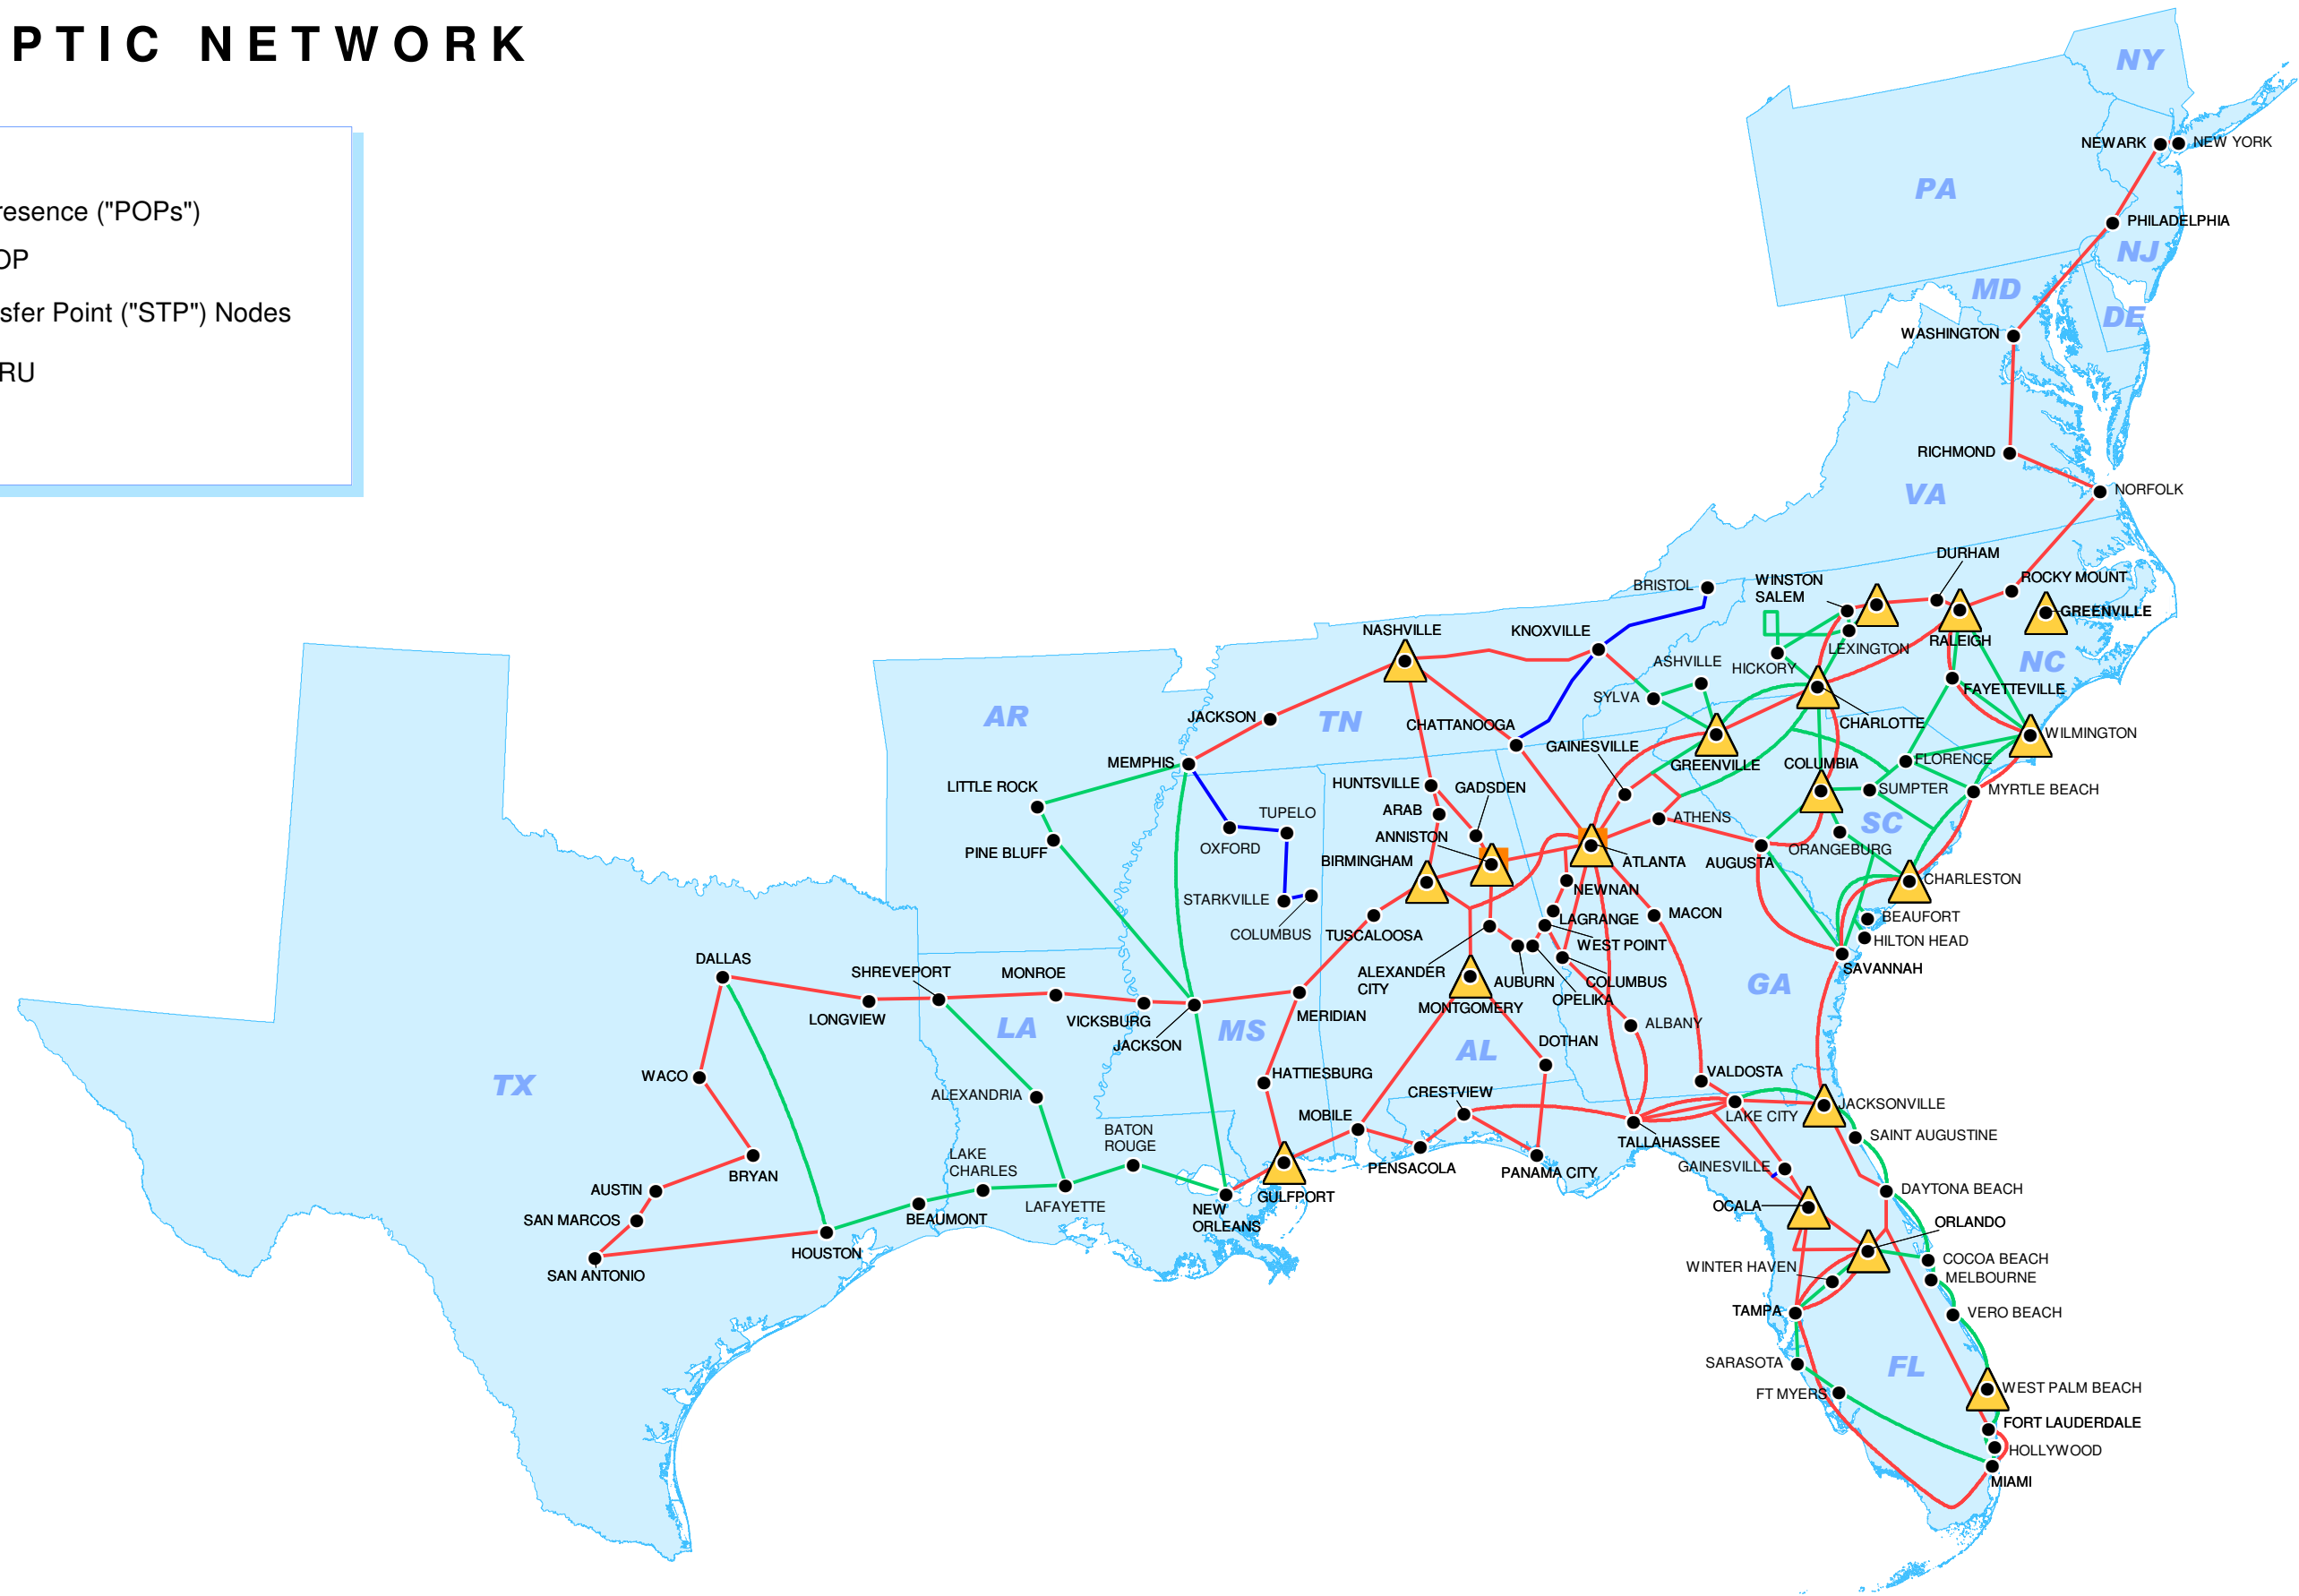 PTIC NETWORK
resence ("POPs")
OP
sfer Point ("STP") Nodes
RU
NY
NEWARK
NEW YORK
PA
PHILADELPHIA
NJ
MD
DE
WASHINGTON
RICHMOND
VA
NORFOLK
DURHAM
BRISTOL
WINSTON
SALEM
ROCKY MOUNT
GREENVILLE
NASHVILLE
KNOXVILLE
RALEIGH
LEXINGTON
ASHVILLE
HICKORY
NC
SYLVA
FAYETTEVILLE
AR
JACKSON
TN
CHATTANOOGA
CHARLOTTE
WILMINGTON
GAINESVILLE
MEMPHIS
GREENVILLE
COLUMBIA
FLORENCE
LITTLE ROCK
HUNTSVILLE
GADSDEN
SUMPTER
MYRTLE BEACH
TUPELO
ARAB
ATHENS
SC
OXFORD
ANNISTON
PINE BLUFF
BIRMINGHAM
ATLANTA
AUGUSTA
ORANGEBURG
CHARLESTON
NEWNAN
STARKVILLE
MACON
BEAUFORT
LAGRANGE
COLUMBUS
TUSCALOOSA
WEST POINT
HILTON HEAD
DALLAS
SHREVEPORT
MONROE
ALEXANDER
CITY
AUBURN
COLUMBUS
SAVANNAH
GA
OPELIKA
MONTGOMERY
LONGVIEW
VICKSBURG
MERIDIAN
LA
MS
JACKSON
ALBANY
DOTHAN
AL
WACO
TX
HATTIESBURG
VALDOSTA
ALEXANDRIA
CRESTVIEW
JACKSONVILLE
MOBILE
LAKE CITY
BATON
ROUGE
TALLAHASSEE
SAINT AUGUSTINE
LAKE
CHARLES
PENSACOLA
PANAMA CITY
GAINESVILLE
BRYAN
AUSTIN
DAYTONA BEACH
GULFPORT
LAFAYETTE
OCALA
SAN MARCOS
BEAUMONT
NEW
ORLEANS
ORLANDO
HOUSTON
COCOA BEACH
WINTER HAVEN
SAN ANTONIO
MELBOURNE
TAMPA
VERO BEACH
SARASOTA
FL
FT MYERS
WEST PALM BEACH
FORT LAUDERDALE
HOLLYWOOD
MIAMI